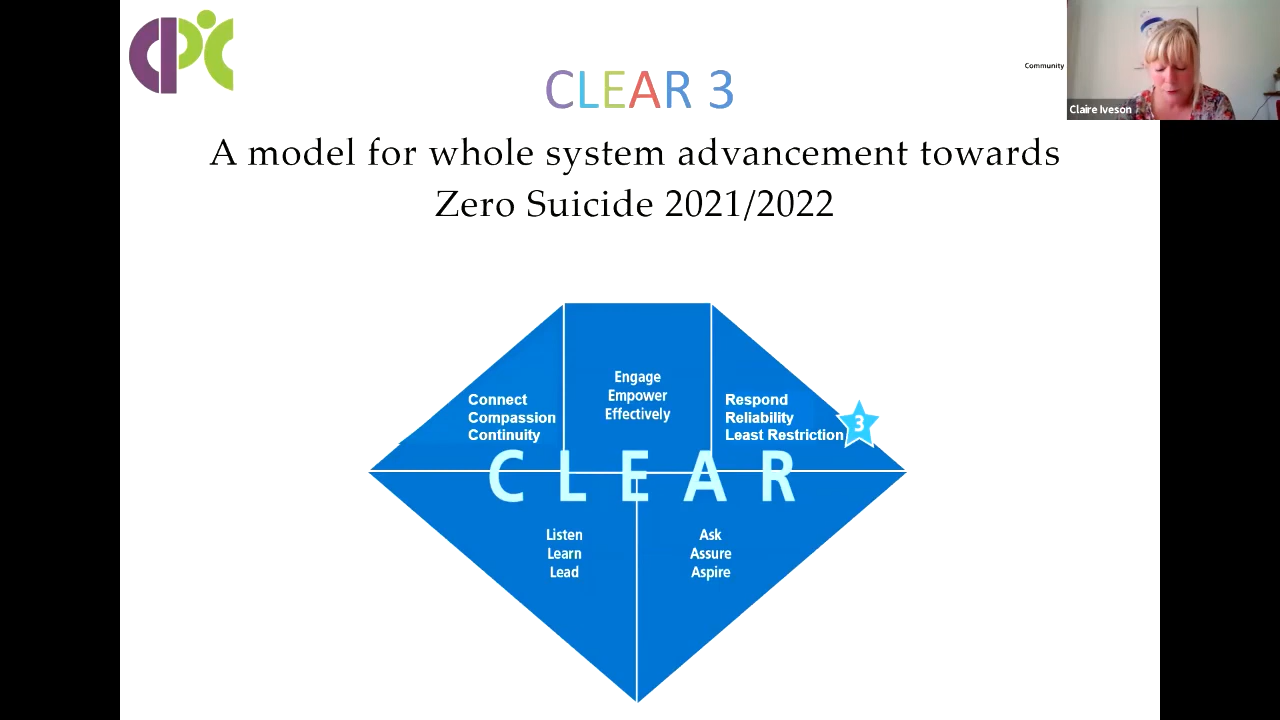 CPC
CLEAR 3
Community
Claire Iveson
A model for whole system advancement towards
Zero Suicide 2021/2022
Engage
Empower
Effectively
Connect
Compassion
Continuity
Respond
Reliability
Least Restriction
3
C L E A R
Listen
Learn
Lead
Ask
Assure
Aspire